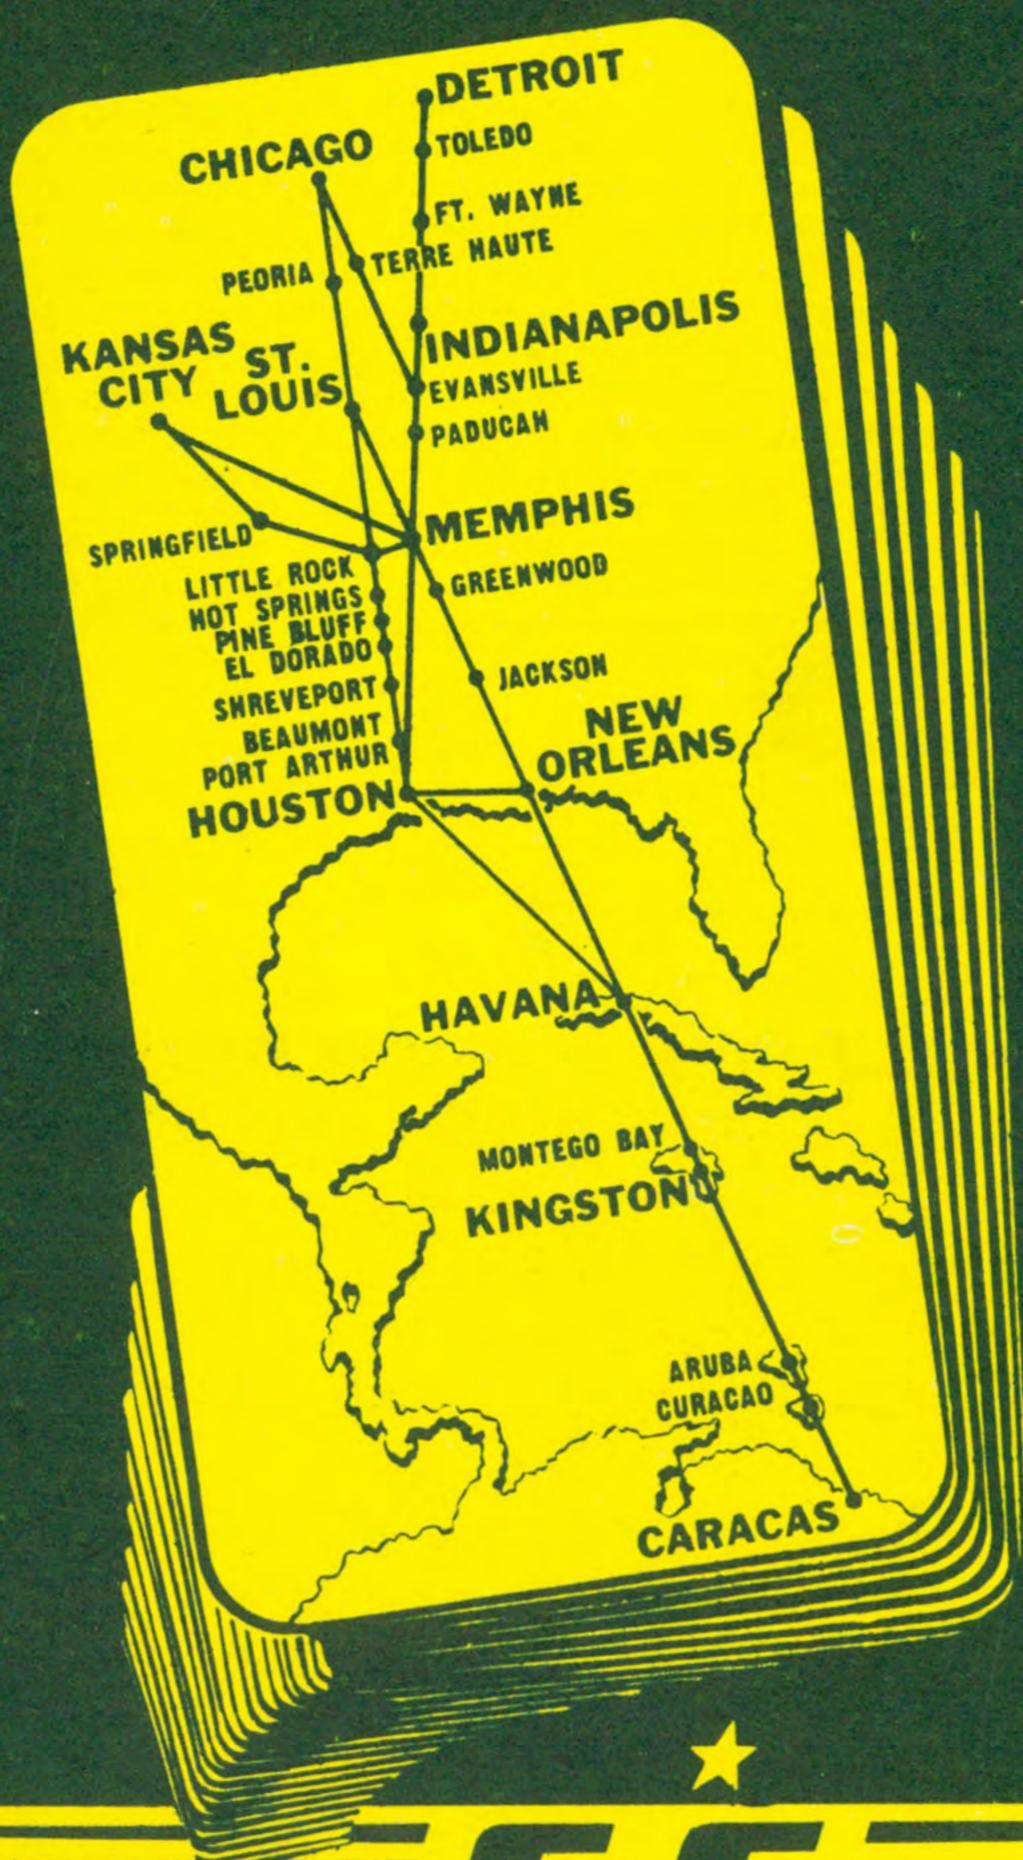 DETROIT
TOLEDO
CHICAGO
FT. WAYNE
TERRE HAUTE
PEORIA
INDIANAPOLIS
KANSAS
CITY
ST.
LOUIS
EVANSVILLE
PADUCAH
MEMPHIS
SPRINGFIELD
LITTLE ROCK
HOT SPRINGS
PINE BLUFF
EL DORADO
GREENWOOD
SHREVEPORT
JACKSON
BEAUMONT
PORT ARTHUR
NEW
ORLEANS
HOUSTON
HAVANA
MONTEGO BAY
KINGSTON
ARUBA
CURACAO
CARACAS